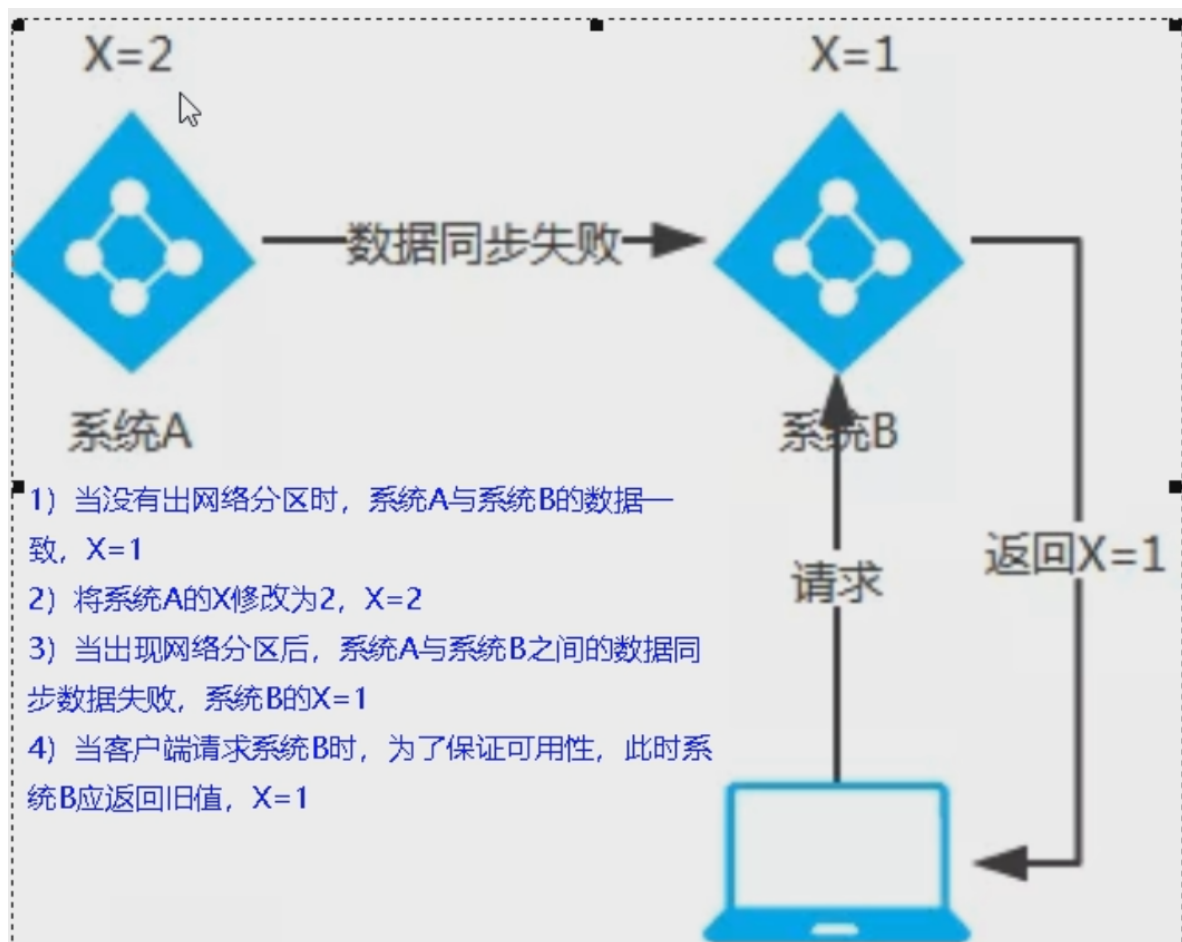 X=2
X=1
数据同步失败
系统A
系统B
1）当没有出网络分区时，系统A与系统B的数据一
致，X=1
2）将系统A的X修改为2，X=2
3）当出现网络分区后，系统A与系统B之间的数据同
步数据失败，系统B的X=1
4）当客户端请求系统B时，为了保证可用性，此时系
统B应返回旧值，X=1
请求
返回X=1